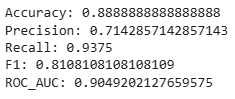 Accuracy: 0.8888888888888888
Precision: 0.7142857142857143
Recall: 0.9375
F1: 0.8108108108108109
ROC_AUC: 0.9049202127659575